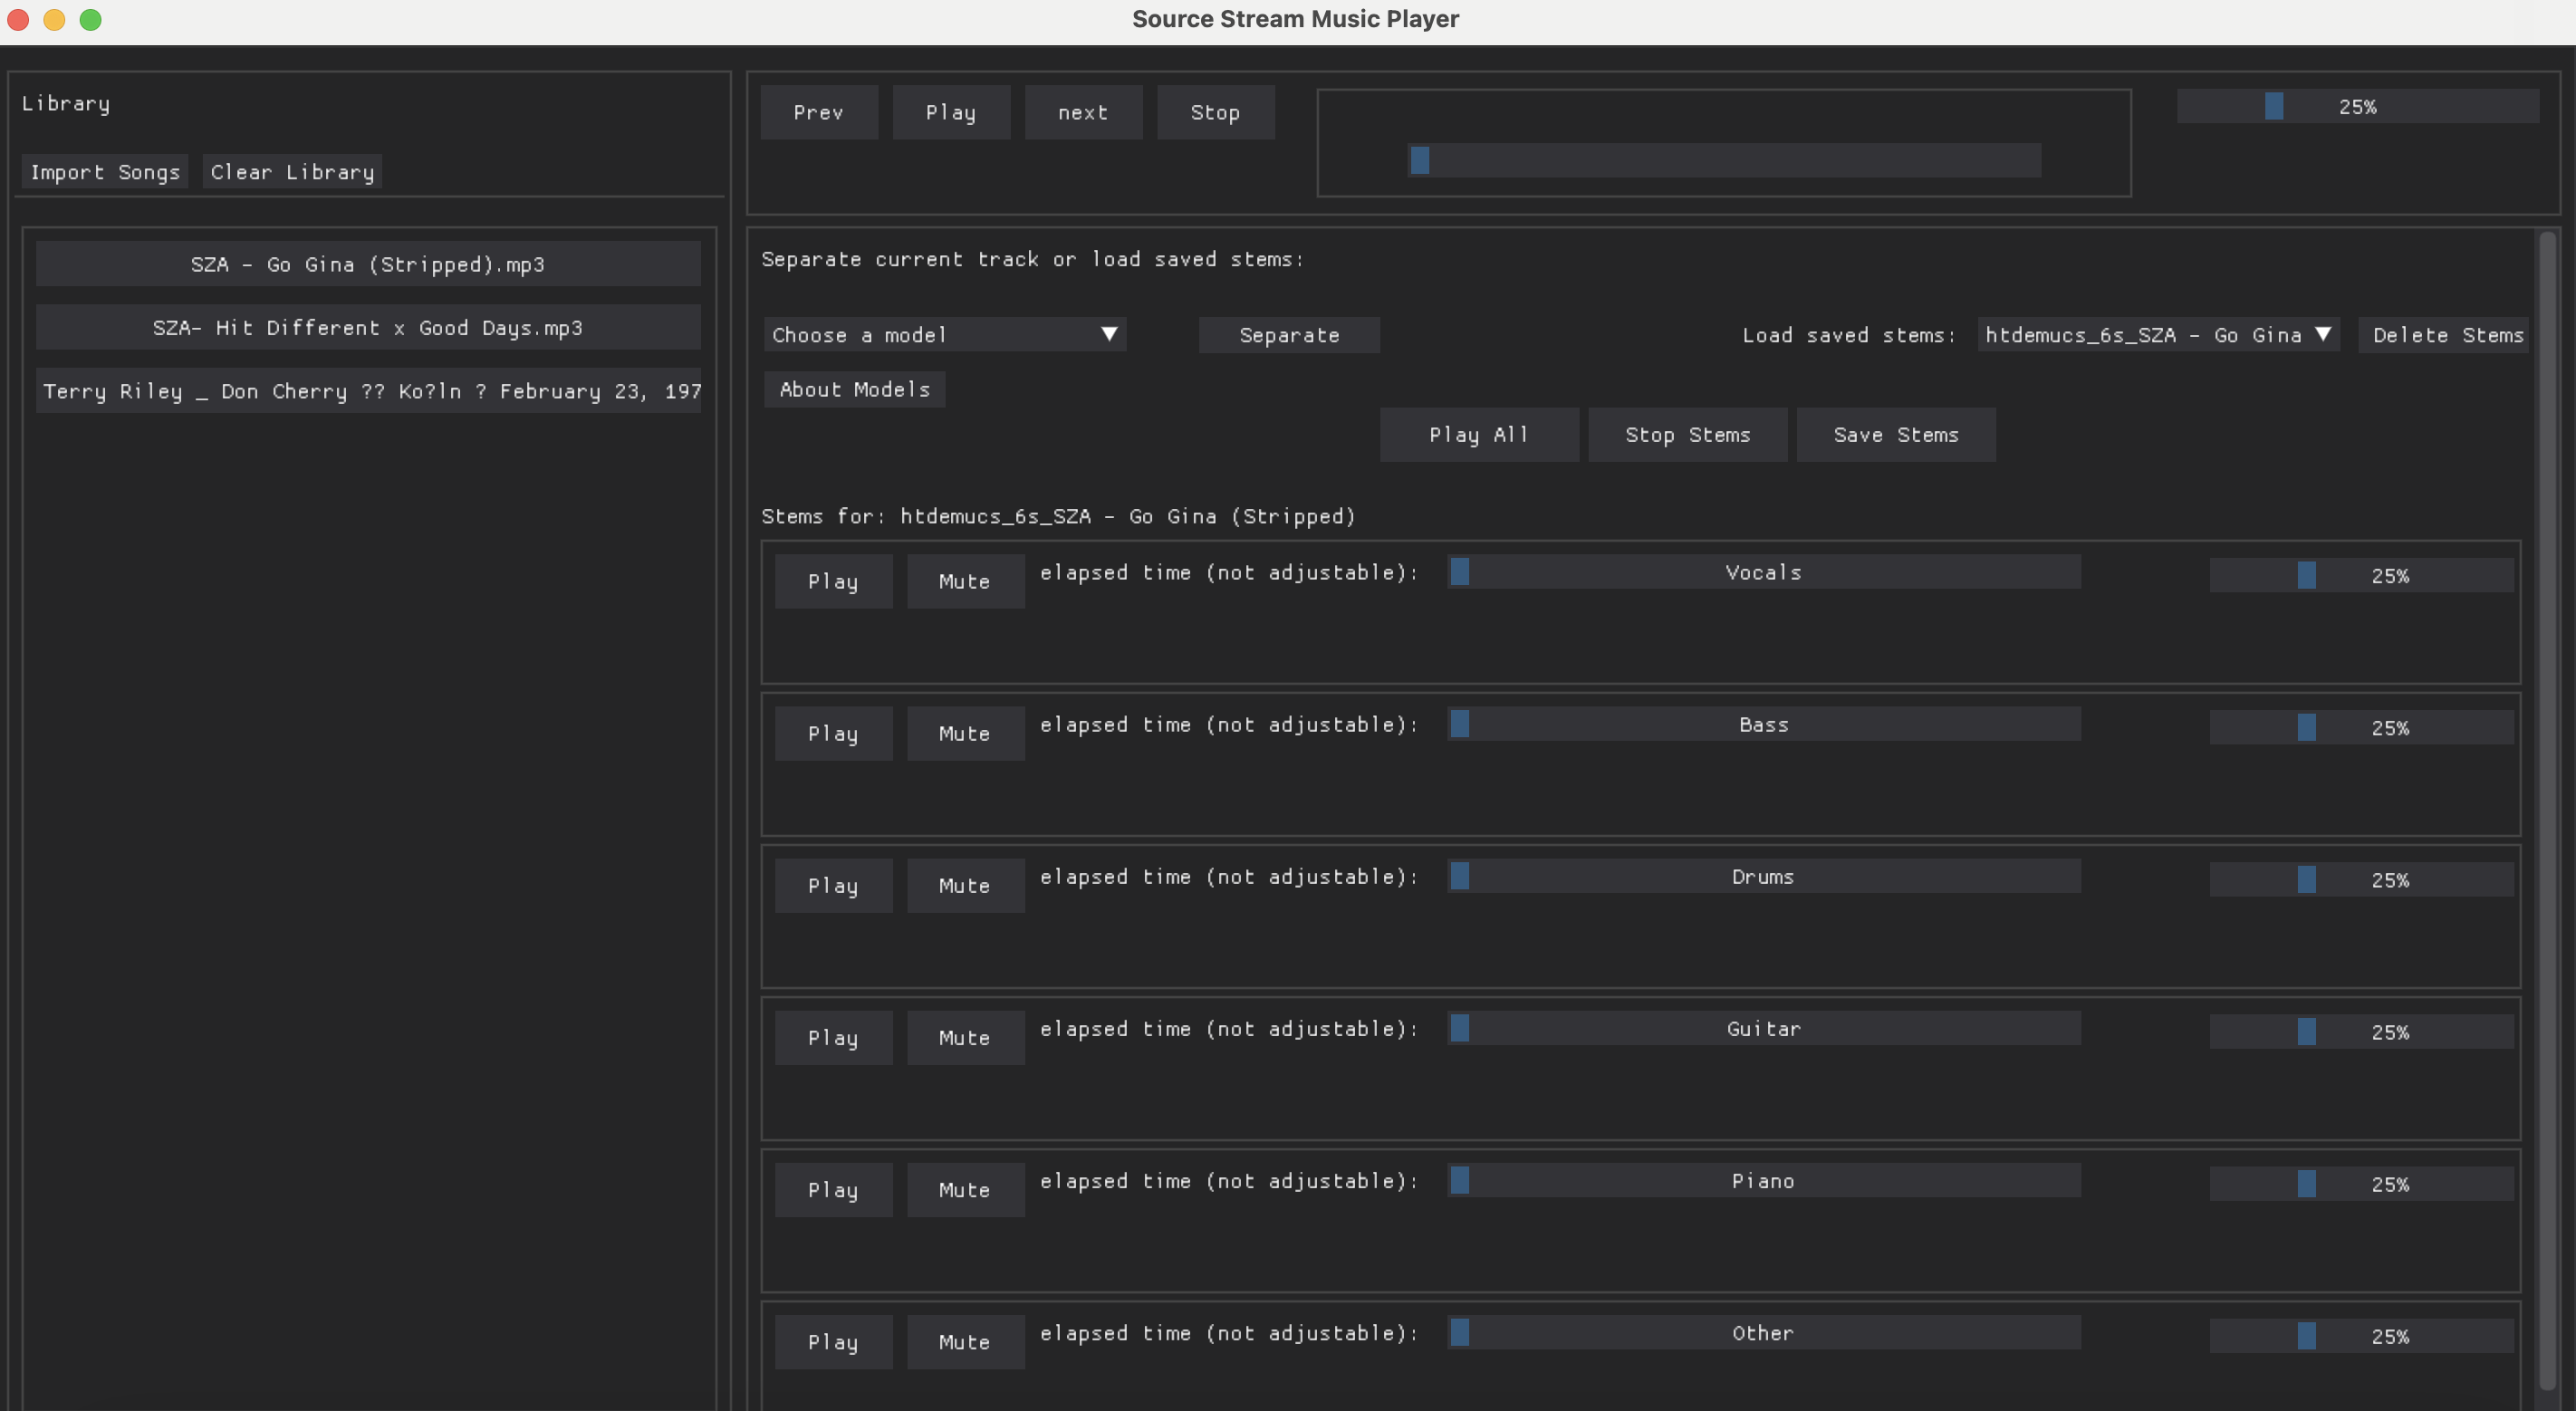 Source Stream Music Player
Library
Import Songs Clear Library
SZA - Go Gina (Stripped).mp3
SZA- Hit Different x Good Days.mp3
Terry Riley _ Don Cherry ?? Ko?ln ? February 23, 197
Prev Play next Stop
25%
Separate current track or load saved stems:
Choose a model Separate Load saved stems: htdemucs_6s_SZA - Go Gina Delete Stems
About Models
Play All Stop Stems Save Stems
Stems for: htdemucs_6s_SZA - Go Gina (Stripped)
Play Mute elapsed time (not adjustable): Vocals 25%
Play Mute elapsed time (not adjustable): Bass 25%
Play Mute elapsed time (not adjustable): Drums 25%
Play Mute elapsed time (not adjustable): Guitar 25%
Play Mute elapsed time (not adjustable): Piano 25%
Play Mute elapsed time (not adjustable): Other 25%